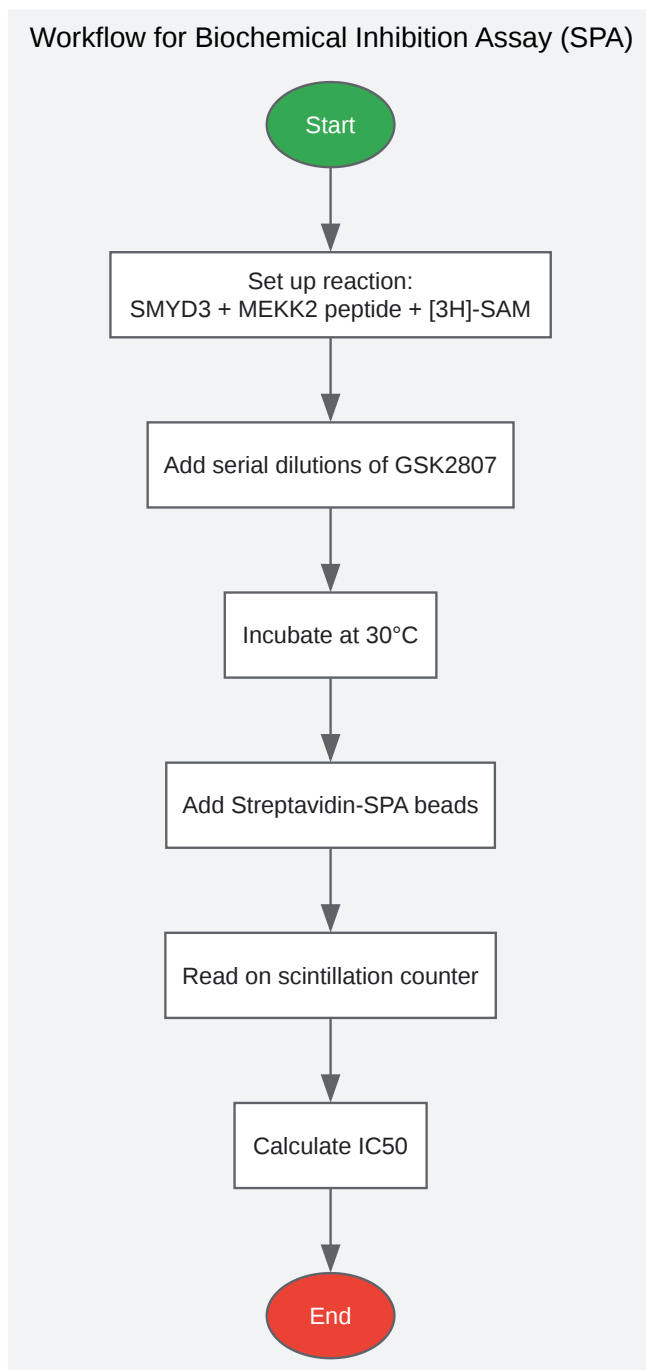 Workflow for Biochemical Inhibition Assay (SPA)
Start
Set up reaction:
SMYD3 + MEKK2 peptide + [3H]-SAM
Add serial dilutions of GSK2807
Incubate at 30°C
Add Streptavidin-SPA beads
Read on scintillation counter
Calculate IC50
End